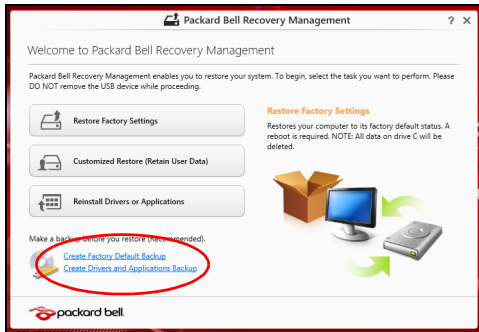 Packard Bell Recovery Management
? X
Welcome to Packard Bell Recovery Management
Packard Bell Recovery Management enables you to restore your system. To begin, select the task you want to perform. Please
DO NOT remove the USB device while proceeding.
Restore Factory Settings
Customized Restore (Retain User Data)
Reinstall Drivers or Applications
Restore Factory Settings
Restores your computer to its factory default status. A
reboot is required. NOTE: All data on drive C will be
deleted.
Make a backup before you restore (Recommended).
Create Factory Default Backup
Create Drivers and Applications Backup
packard bell